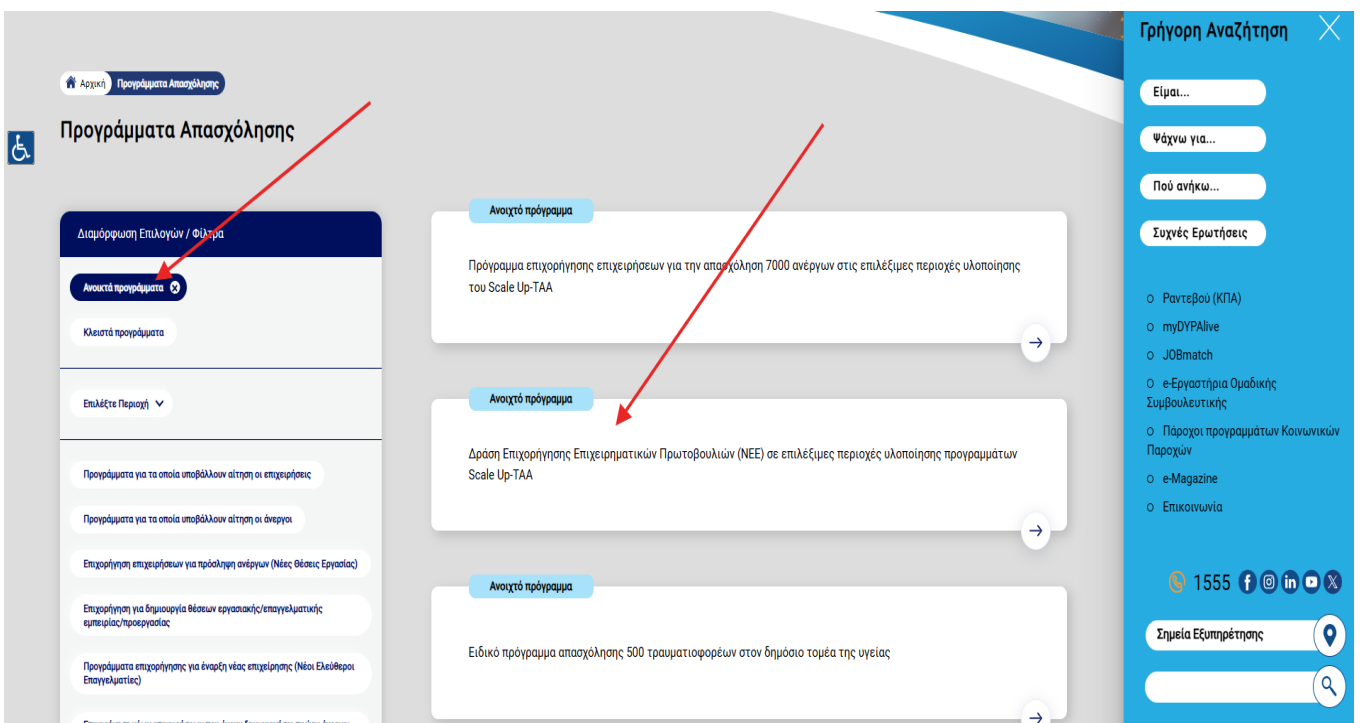 Αρχική
Προγράμματα Απασχόλησης
Προγράμματα Απασχόλησης
Διαμόρφωση Επιλογών / Φίλτρα
Ανοικτά προγράμματα
Κλειστά προγράμματα
Επιλέξτε Περιοχή
Προγράμματα για τα οποία υποβάλλουν αίτηση οι επιχειρήσεις
Προγράμματα για τα οποία υποβάλλουν αίτηση οι άνεργοι
Επιχορήγηση επιχειρήσεων για πρόσληψη ανέργων (Νέες Θέσεις Εργασίας)
Επιχορήγηση για δημιουργία θέσεων εργασιακής/επαγγελματικής
εμπειρίας/προεργασίας
Προγράμματα επιχορήγησης για έναρξη νέας επιχείρησης (Νέοι Ελεύθεροι
Επαγγελματίες)
Ανοιχτό πρόγραμμα
Πρόγραμμα επιχορήγησης επιχειρήσεων για την απασχόληση 7000 ανέργων στις επιλέξιμες περιοχές υλοποίησης
του Scale Up-TAA
Ανοιχτό πρόγραμμα
Δράση Επιχορήγησης Επιχειρηματικών Πρωτοβουλιών (ΝΕΕ) σε επιλέξιμες περιοχές υλοποίησης προγραμμάτων
Scale Up-TAA
Ανοιχτό πρόγραμμα
Ειδικό πρόγραμμα απασχόλησης 500 τραυματιοφορέων στον δημόσιο τομέα της υγείας
Γρήγορη Αναζήτηση
Είμαι...
Ψάχνω για...
Πού ανήκω...
Συχνές Ερωτήσεις
Ραντεβού (ΚΠΑ)
myDYPAlive
JOBmatch
e-Εργαστήρια Ομαδικής
Συμβουλευτικής
Πάροχοι προγραμμάτων Κοινωνικών
Παροχών
e-Magazine
Επικοινωνία
1555
Σημεία Εξυπηρέτησης